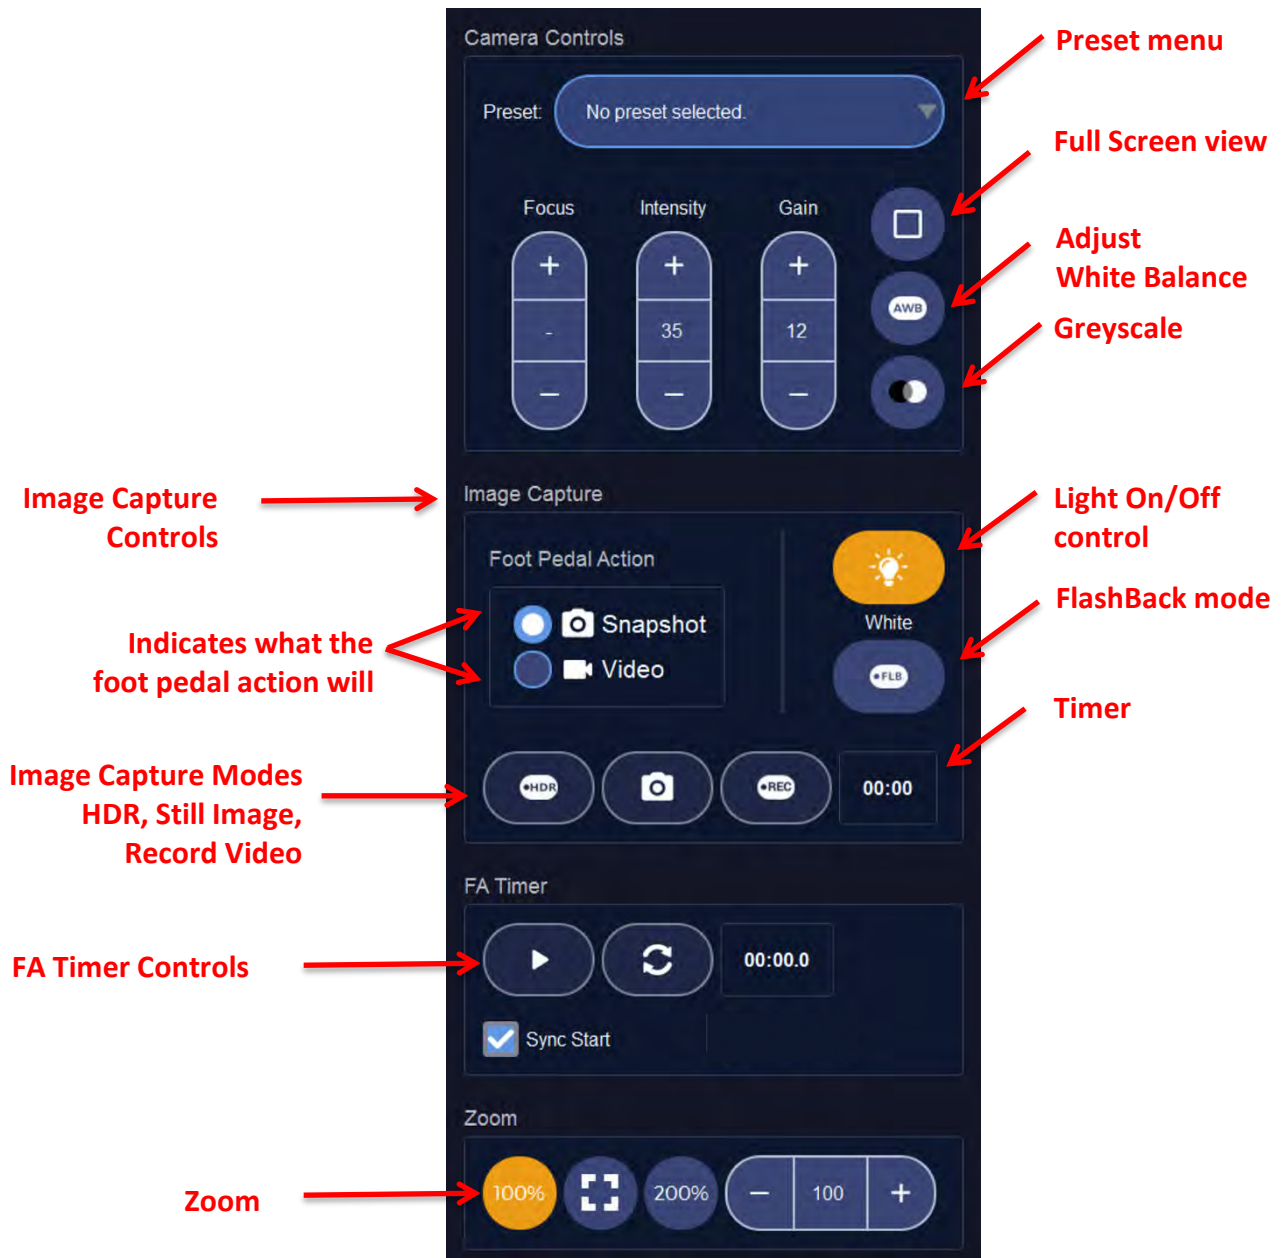 Camera Controls
Preset menu
Preset:
No preset selected.
Full Screen view
Focus
Intensity
Gain
Adjust
White Balance
+
+
+
AWB
-
35
12
Greyscale
−
−
−
Image Capture
Controls
Image Capture
Light On/Off
control
Foot Pedal Action
Snapshot
White
FlashBack mode
Indicates what the
foot pedal action will
Video
•FLB
Timer
Image Capture Modes
HDR, Still Image,
Record Video
•HDR
•REC
00:00
FA Timer
FA Timer Controls
00:00.0
Sync Start
Zoom
Zoom
100%
200%
−
100
+